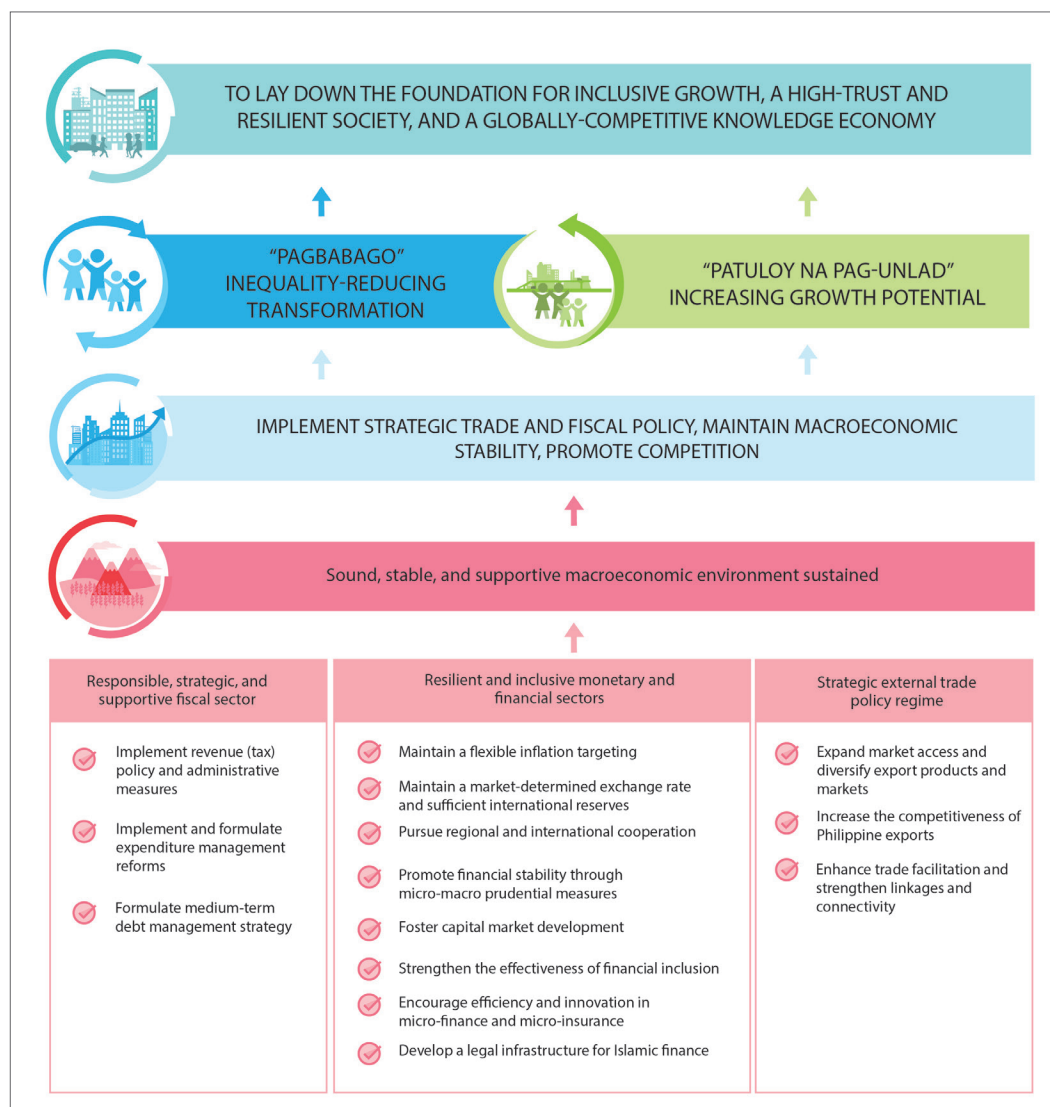 TO LAY DOWN THE FOUNDATION FOR INCLUSIVE GROWTH, A HIGH-TRUST AND
RESILIENT SOCIETY, AND A GLOBALLY-COMPETITIVE KNOWLEDGE ECONOMY
“PAGBABAGO”
INEQUALITY-REDUCING
TRANSFORMATION
“PATULOY NA PAG-UNLAD”
INCREASING GROWTH POTENTIAL
IMPLEMENT STRATEGIC TRADE AND FISCAL POLICY, MAINTAIN MACROECONOMIC
STABILITY, PROMOTE COMPETITION
Sound, stable, and supportive macroeconomic environment sustained
Responsible, strategic, and
supportive fiscal sector
Implement revenue (tax)
policy and administrative
measures
Implement and formulate
expenditure management
reforms
Formulate medium-term
debt management strategy
Resilient and inclusive monetary and
financial sectors
Maintain a flexible inflation targeting
Maintain a market-determined exchange rate
and sufficient international reserves
Pursue regional and international cooperation
Promote financial stability through
micro-macro prudential measures
Foster capital market development
Strengthen the effectiveness of financial inclusion
Encourage efficiency and innovation in
micro-finance and micro-insurance
Develop a legal infrastructure for Islamic finance
Strategic external trade
policy regime
Expand market access and
diversify export products and
markets
Increase the competitiveness of
Philippine exports
Enhance trade facilitation and
strengthen linkages and
connectivity